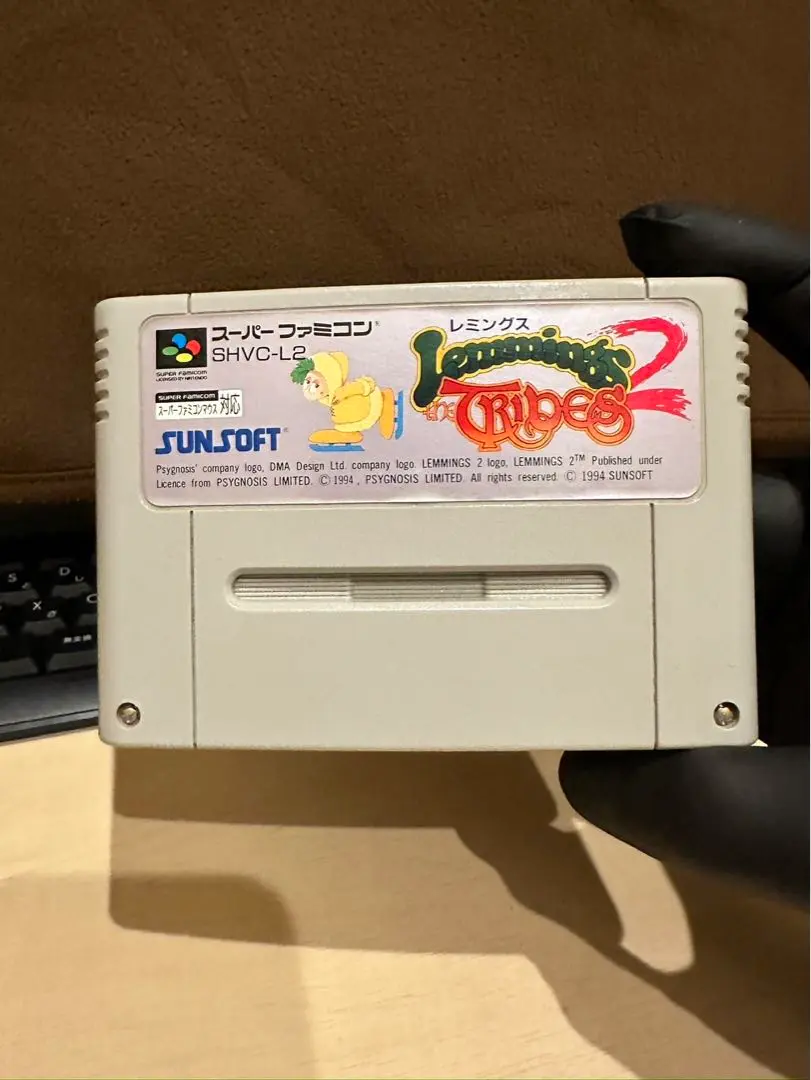 スーパー ファミコン®
SHVC-L2
SUPER FAMICOM
LICENSED BY NINTENDO
SUPER FAMICOM
スーパーファミコンマウス 対応
SUNSOFT®
レミングス
Lemmings 2
the TRIBES
Psygnosis' company logo, DMA Design Ltd. company logo. LEMMINGS 2 logo, LEMMINGS 2™ Published under
Licence from PSYGNOSIS LIMITED. Ⓒ 1994 , PSYGNOSIS LIMITED. All rights reserved. Ⓒ 1994 SUNSOFT
S
D
X
C